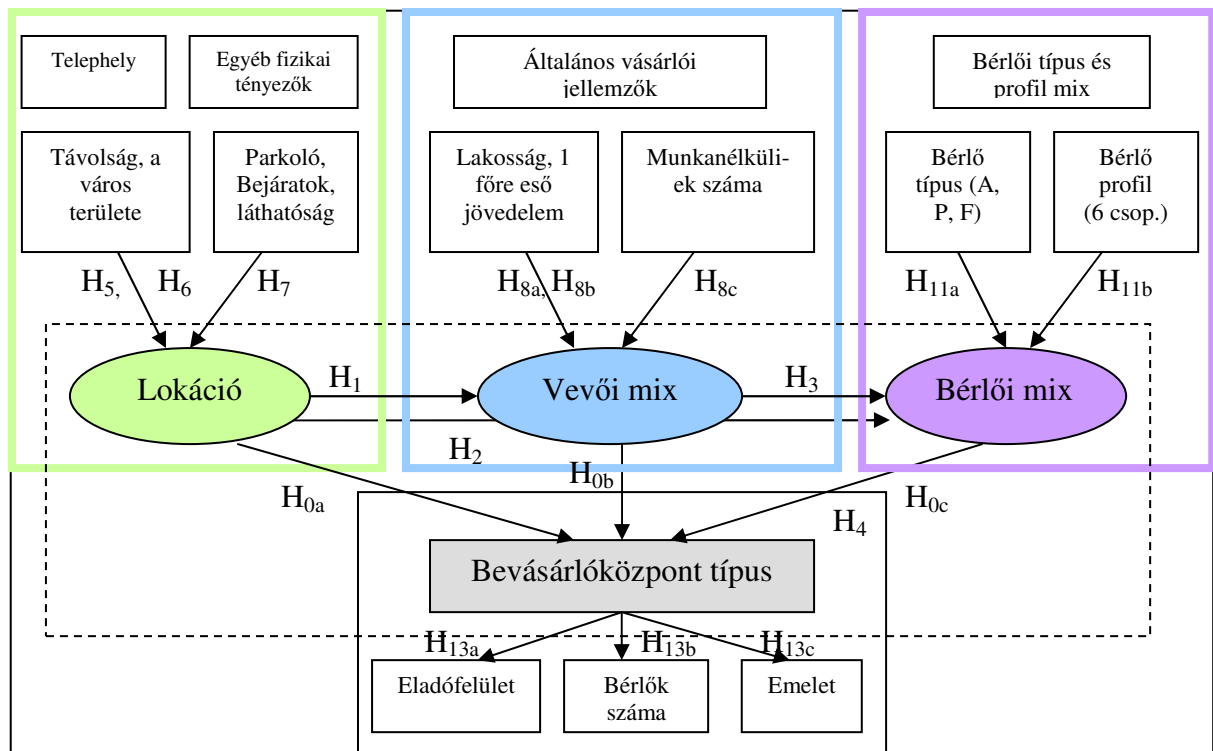 Telephely
Egyéb fizikai
tényezők
Általános vásárlói
jellemzők
Bérlői típus és
profil mix
Távolság, a
város
területe
Parkoló,
Bejáratok,
láthatóság
Lakosság, 1
főre eső
jövedelem
Munkanélküli-
ek száma
Bérlő
típus (A,
P, F)
Bérlő
profil
(6 csop.)
H5,
H6
H7
H8a, H8b
H8c
H11a
H11b
Lokáció
H1
Vevői mix
H3
Bérlői mix
H2
H0a
H0b
H0c
H4
Bevásárlóközpont típus
H13a
H13b
H13c
Eladófelület
Bérlők
száma
Emelet